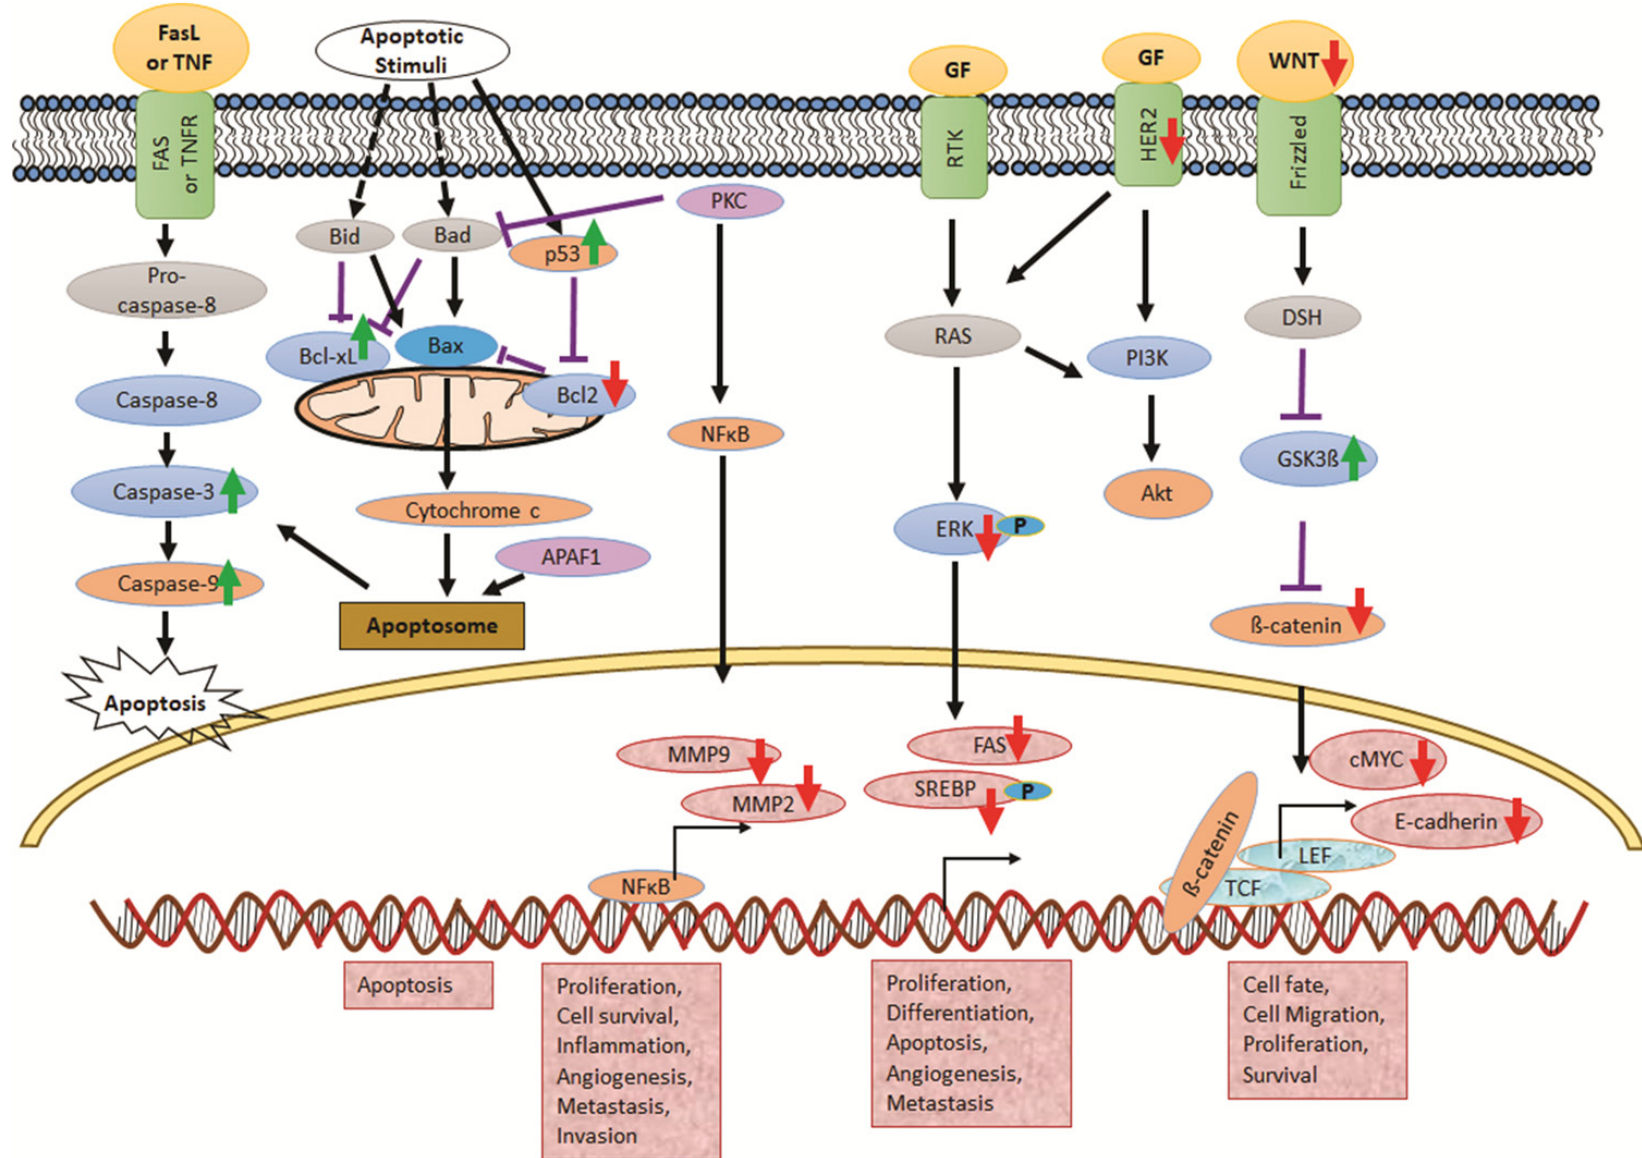 FasL
or TNF
Apoptotic
Stimuli
GF
GF
WNT
FAS
or TNFR
RTK
HER2
Frizzled
PKC
Bid
Bad
p53
Pro-
caspase-8
DSH
RAS
Bcl-xL
Bax
PI3K
Caspase-8
Bcl2
NFκB
GSK3ß
Caspase-3
Akt
Cytochrome c
ERK
P
APAF1
Caspase-9
Apoptosome
ß-catenin
Apoptosis
MMP9
FAS
cMYC
MMP2
SREBP
P
E-cadherin
ß-catenin
LEF
NFκB
TCF
Apoptosis
Proliferation,
Cell survival,
Inflammation,
Angiogenesis,
Metastasis,
Invasion
Proliferation,
Differentiation,
Apoptosis,
Angiogenesis,
Metastasis
Cell fate,
Cell Migration,
Proliferation,
Survival